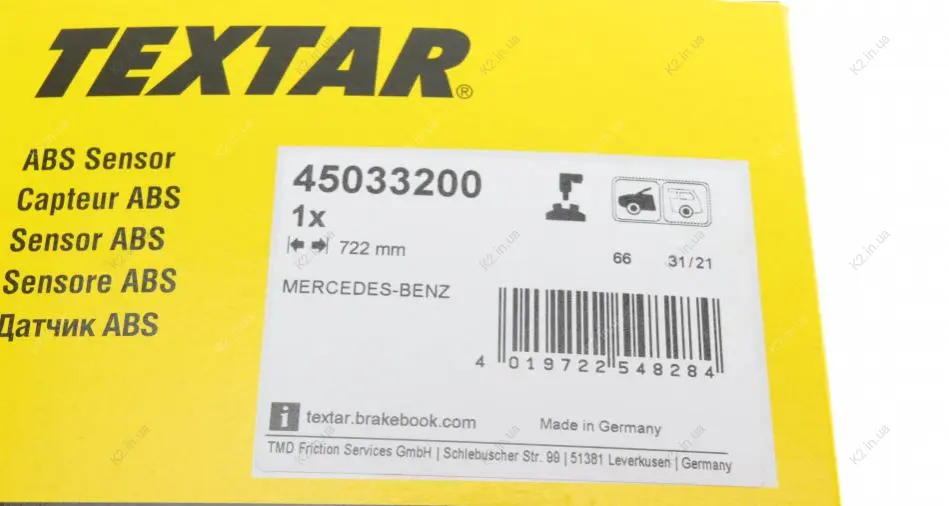 TEXTAR®
ABS Sensor
Capteur ABS
Sensor ABS
Sensore ABS
Датчик ABS
45033200
1x
722 mm
MERCEDES-BENZ
66 31/21
4 019722 548284
i textar.brakebook.com
Made in Germany
TMD Friction Services GmbH | Schlebuscher Str. 99 | 51381 Leverkusen | Germany
K2.in.ua